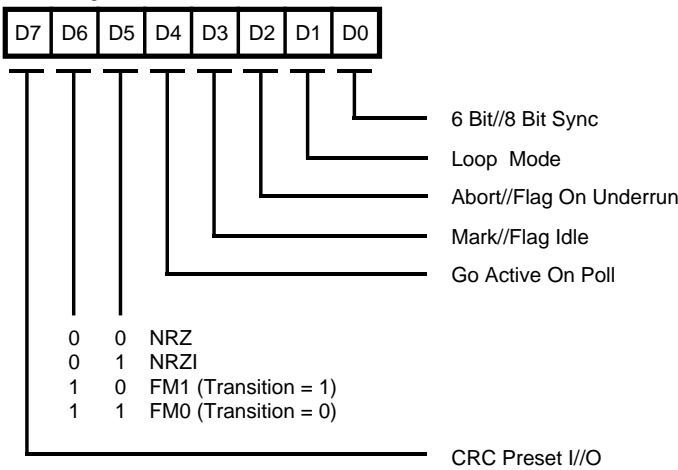 D7 D6 D5 D4 D3 D2 D1 D0
6 Bit//8 Bit Sync
Loop Mode
Abort//Flag On Underrun
Mark//Flag Idle
Go Active On Poll
0 0 NRZ
0 1 NRZI
1 0 FM1 (Transition = 1)
1 1 FM0 (Transition = 0)
CRC Preset I//O